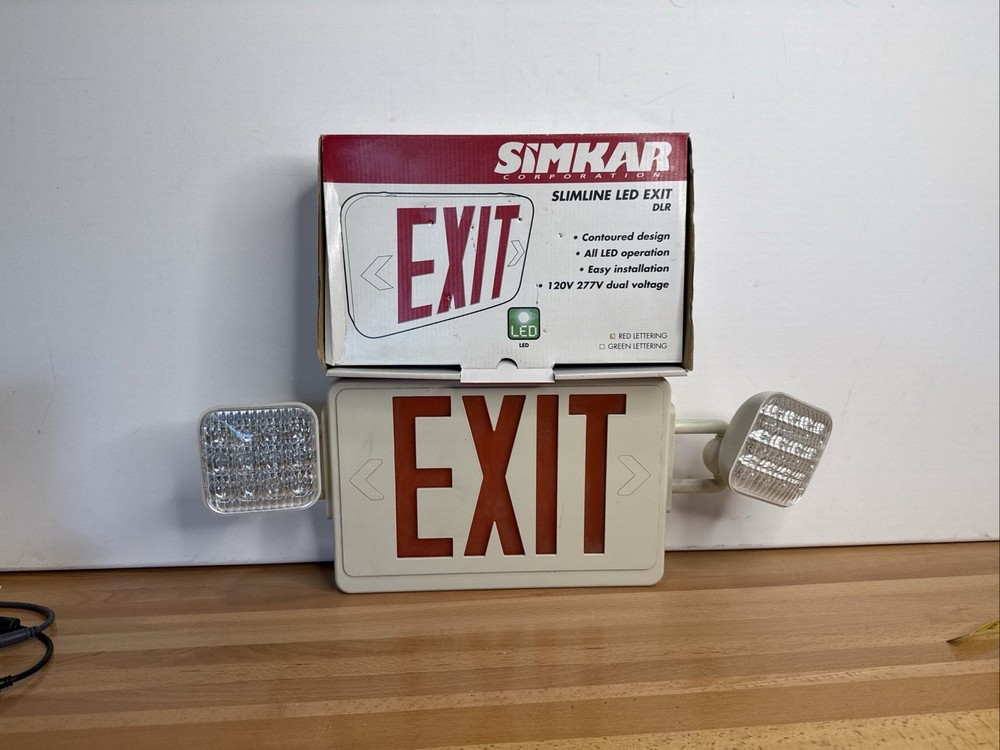 SIMKAR
CORPORATION
SLIMLINE LED EXIT
DLR
EXIT
• Contoured design
• All LED operation
• Easy installation
• 120V 277V dual voltage
LED
LED
☒ RED LETTERING
☐ GREEN LETTERING
EXIT